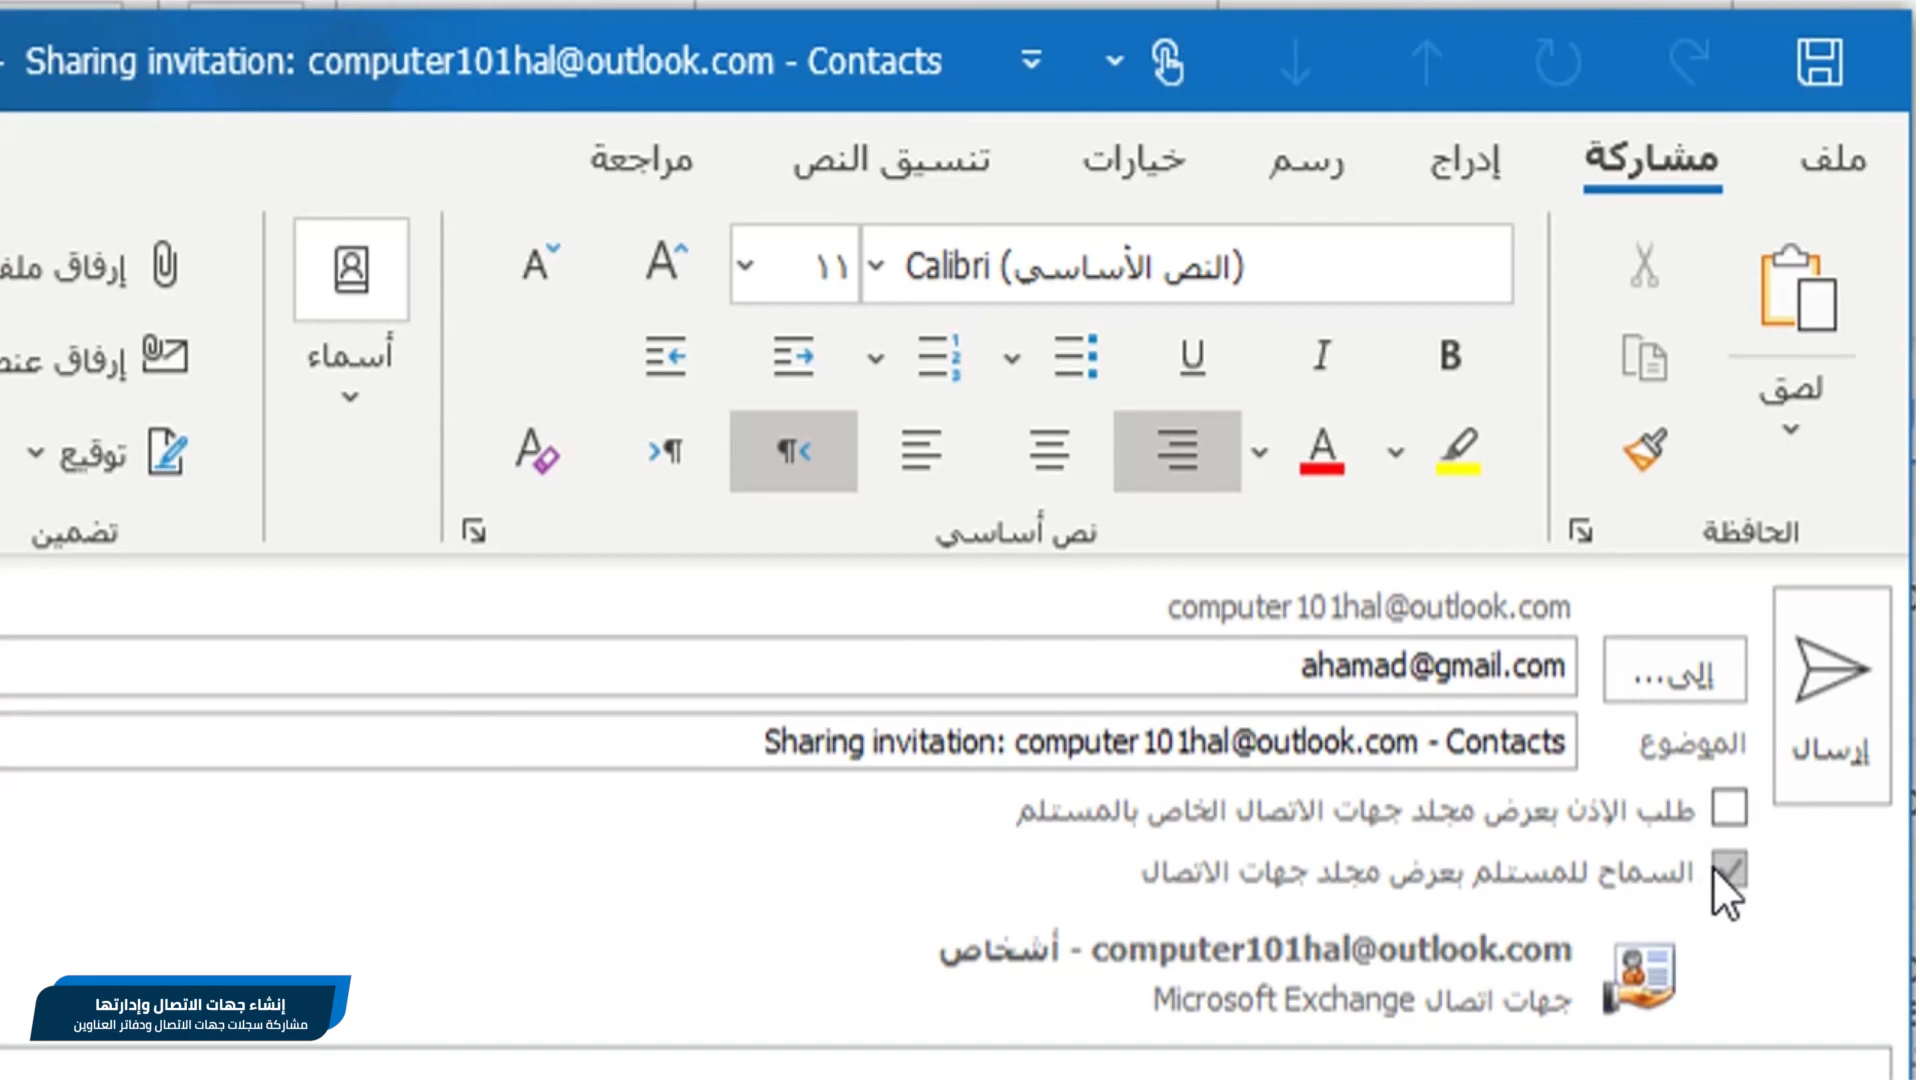 Sharing invitation: computer101hal@outlook.com - Contacts
ملف مشاركة إدراج رسم خيارات تنسيق النص مراجعة
Calibri (النص الأساسي) ١١
إرفاق ملف
لصق
B I U
أسماء
إرفاق عنص
توقيع
الحافظة
نص أساسي
تضمين
computer101hal@outlook.com
إلى... ahamad@gmail.com
الموضوع Sharing invitation: computer101hal@outlook.com - Contacts
إرسال
طلب الإذن بعرض مجلد جهات الاتصال الخاص بالمستلم
السماح للمستلم بعرض مجلد جهات الاتصال
computer101hal@outlook.com - أشخاص
جهات اتصال Microsoft Exchange
إنشاء جهات الاتصال وإدارتها
مشاركة سجلات جهات الاتصال ودفاتر العناوين